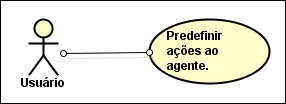 Predefinir
ações ao
agente.
Usuário